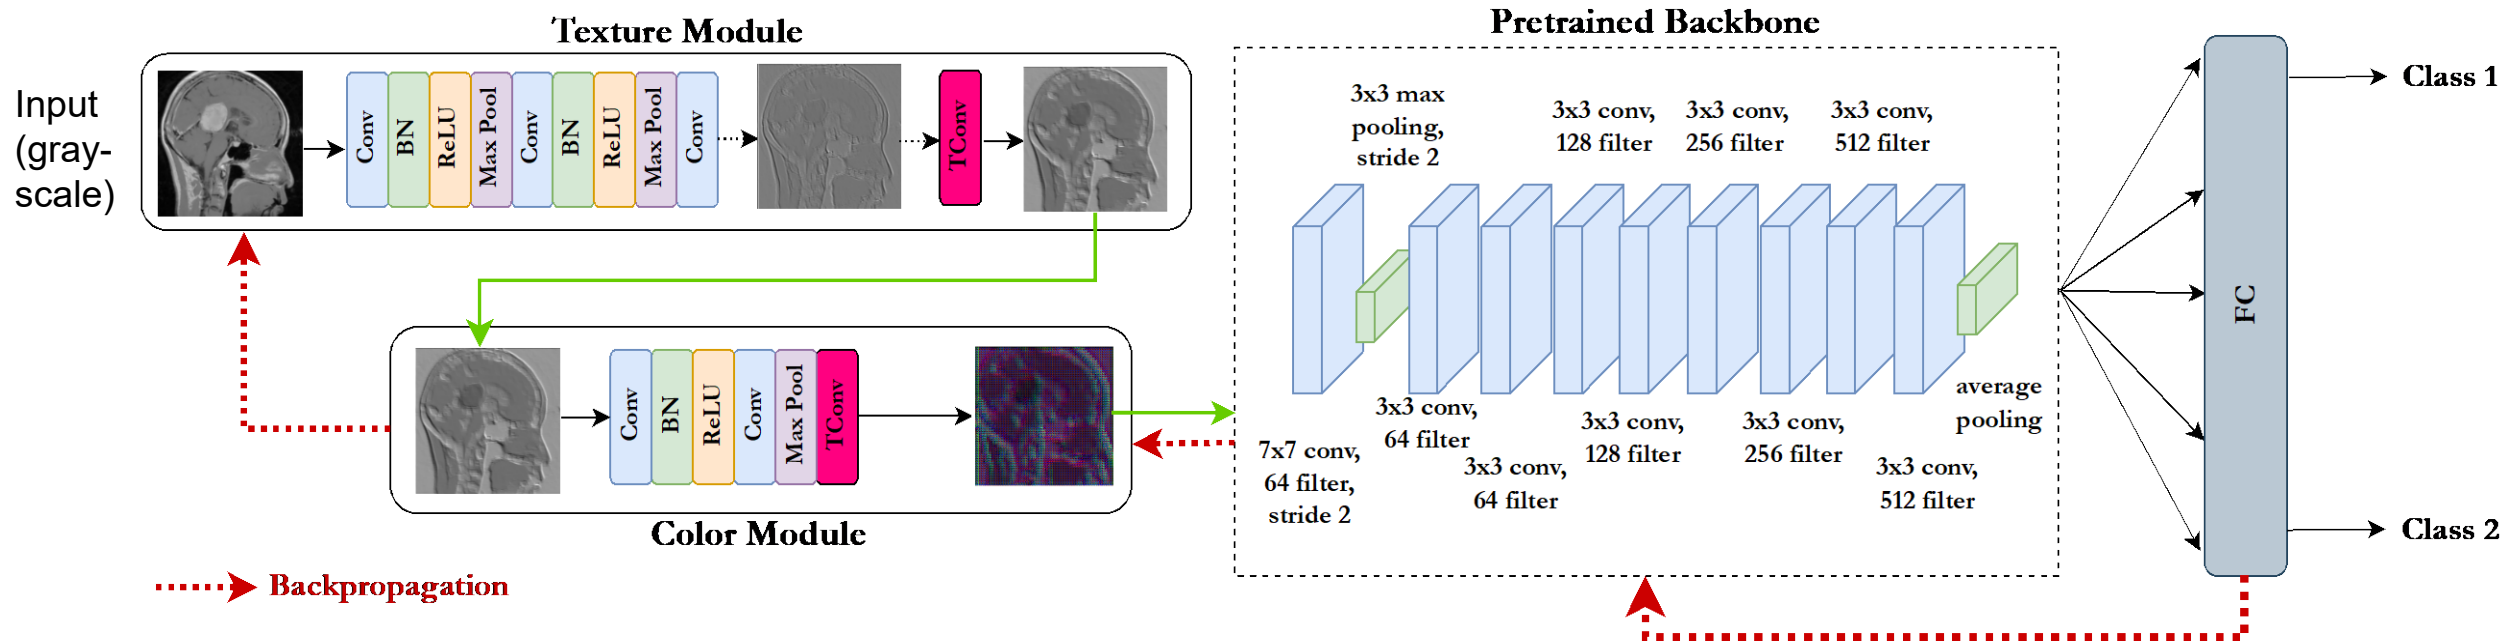 Texture Module
Input
(gray-
scale)
Conv
BN
ReLU
Max Pool
Conv
BN
ReLU
Max Pool
Conv
TConv
Conv
BN
ReLU
Conv
Max Pool
TConv
Color Module
Backpropagation
Pretrained Backbone
3x3 max
pooling,
stride 2
3x3 conv,
128 filter
3x3 conv,
256 filter
3x3 conv,
512 filter
7x7 conv,
64 filter,
stride 2
3x3 conv,
64 filter
3x3 conv,
64 filter
3x3 conv,
128 filter
3x3 conv,
256 filter
3x3 conv,
512 filter
average
pooling
FC
Class 1
Class 2